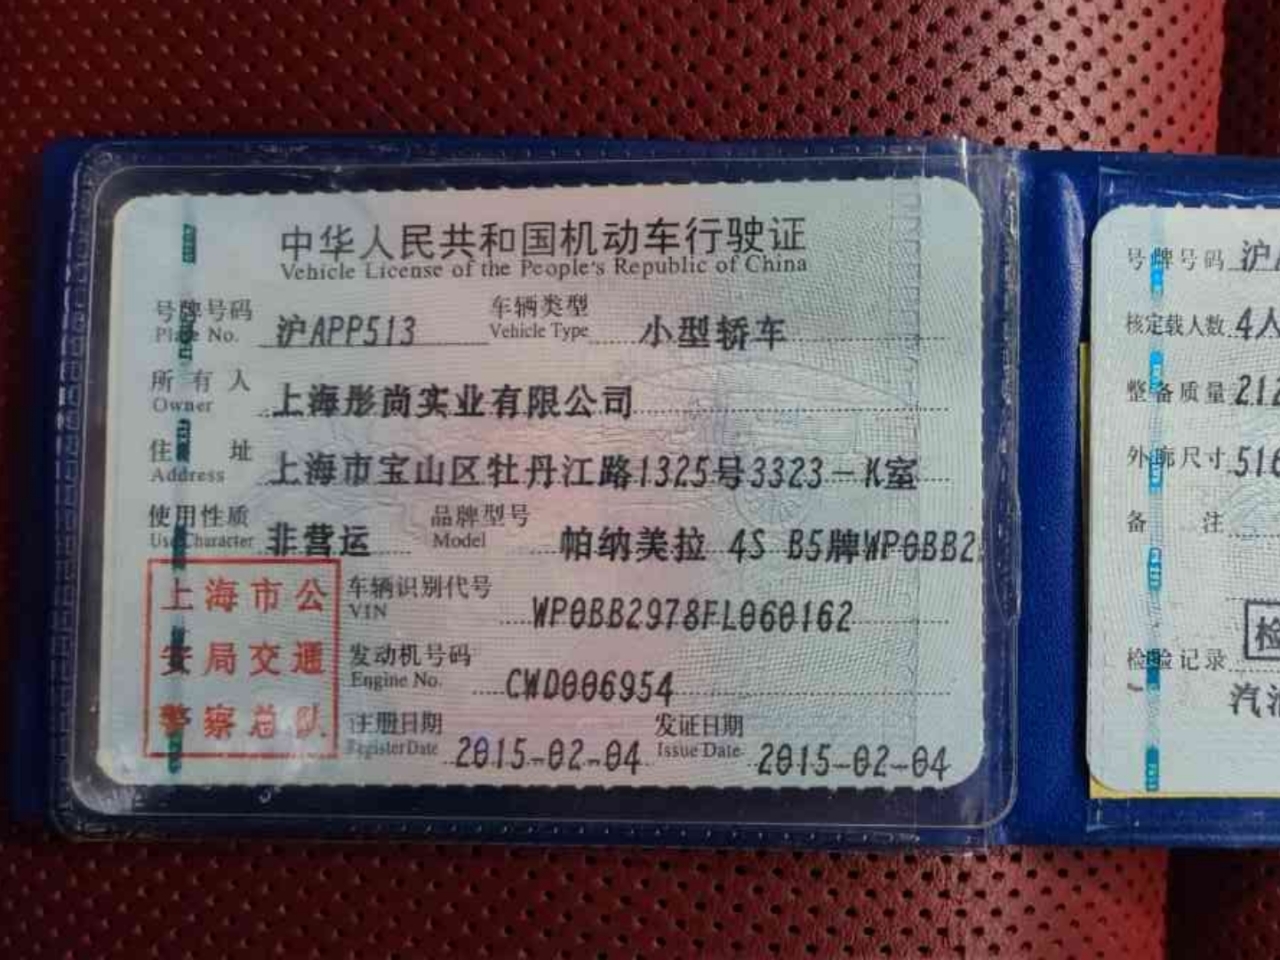 中华人民共和国机动车行驶证
Vehicle License of the People's Republic of China
号牌号码 沪APP513 车辆类型 小型轿车
Plate No. Vehicle Type
所有人 上海彤尚实业有限公司
Owner
住址 上海市宝山区牡丹江路1325号3323-K室
Address
使用性质 非营运 品牌型号 帕纳美拉 4S B5牌WP0BB2
Use Character Model
上海市公
安局交通
警察总队
车辆识别代号 WP0BB2978FL060162
VIN
发动机号码 CWD006954
Engine No.
注册日期 2015-02-04 发证日期 2015-02-04
Register Date Issue Date
号牌号码 沪
核定载人数 4人
整备质量 212
外廓尺寸 516
备注
检
检验记录
汽